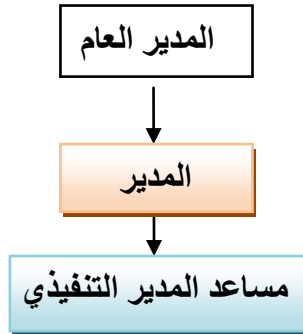 المدير العام
المدير
مساعد المدير التنفيذي